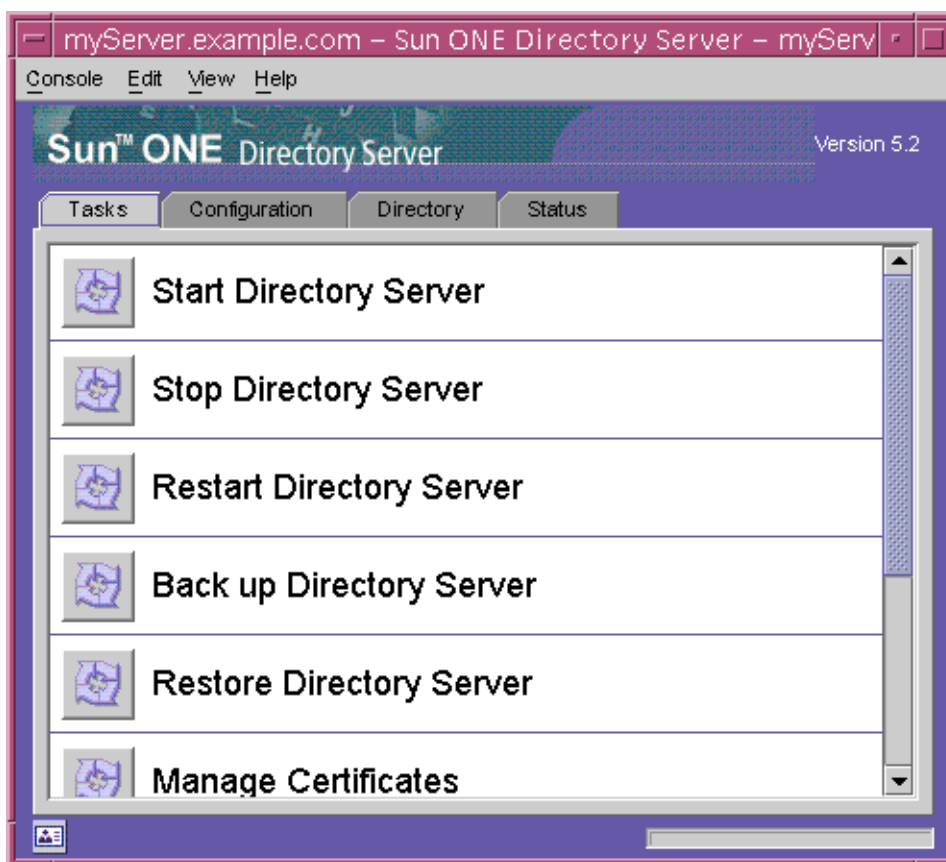 myServer.example.com – Sun ONE Directory Server – myServ
Console Edit View Help
Sun™ ONE Directory Server
Version 5.2
Tasks Configuration Directory Status
Start Directory Server
Stop Directory Server
Restart Directory Server
Back up Directory Server
Restore Directory Server
Manage Certificates